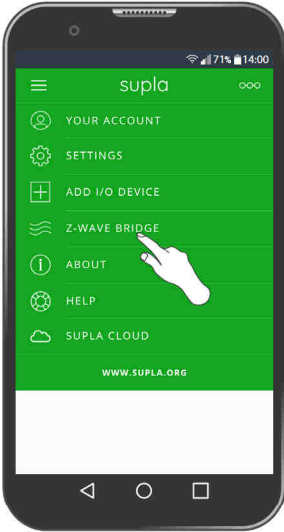 71% 14:00
supla
YOUR ACCOUNT
SETTINGS
ADD I/O DEVICE
Z-WAVE BRIDGE
ABOUT
HELP
SUPLA CLOUD
WWW.SUPLA.ORG